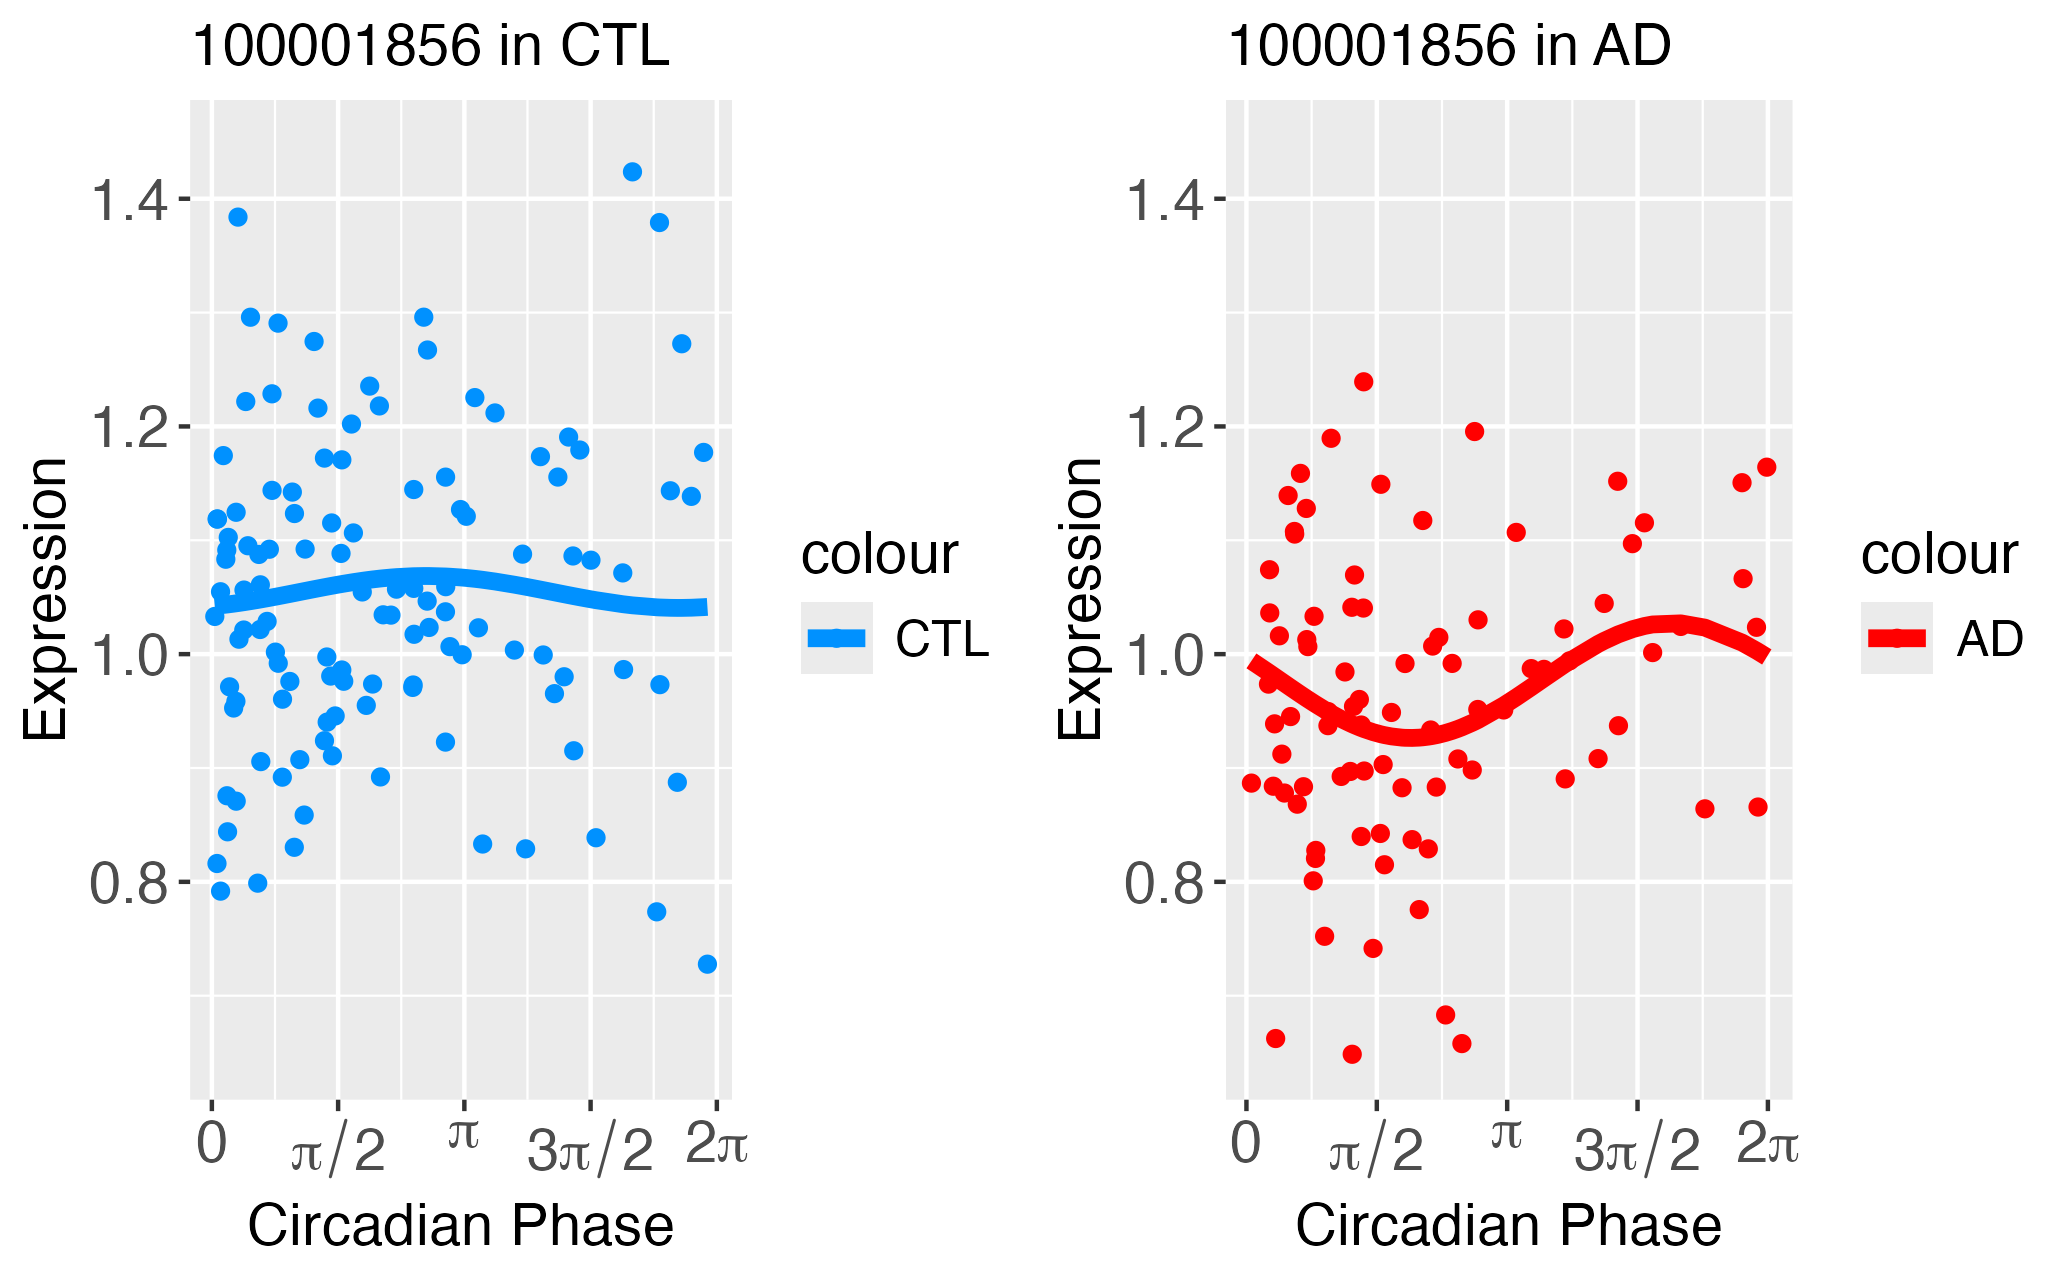 100001856 in CTL
1.4
1.2
1.0
0.8
Expression
0
π/2
π
3π/2
2π
Circadian Phase
colour
CTL
100001856 in AD
1.4
1.2
1.0
0.8
Expression
0
π/2
π
3π/2
2π
Circadian Phase
colour
AD